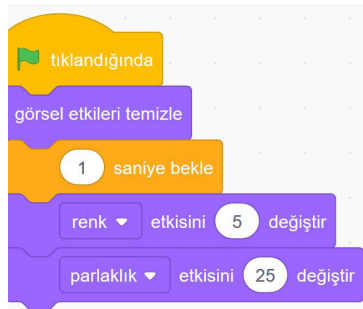 tıklandığında
görsel etkileri temizle
1 saniye bekle
renk etkisini 5 değiştir
parlaklık etkisini 25 değiştir